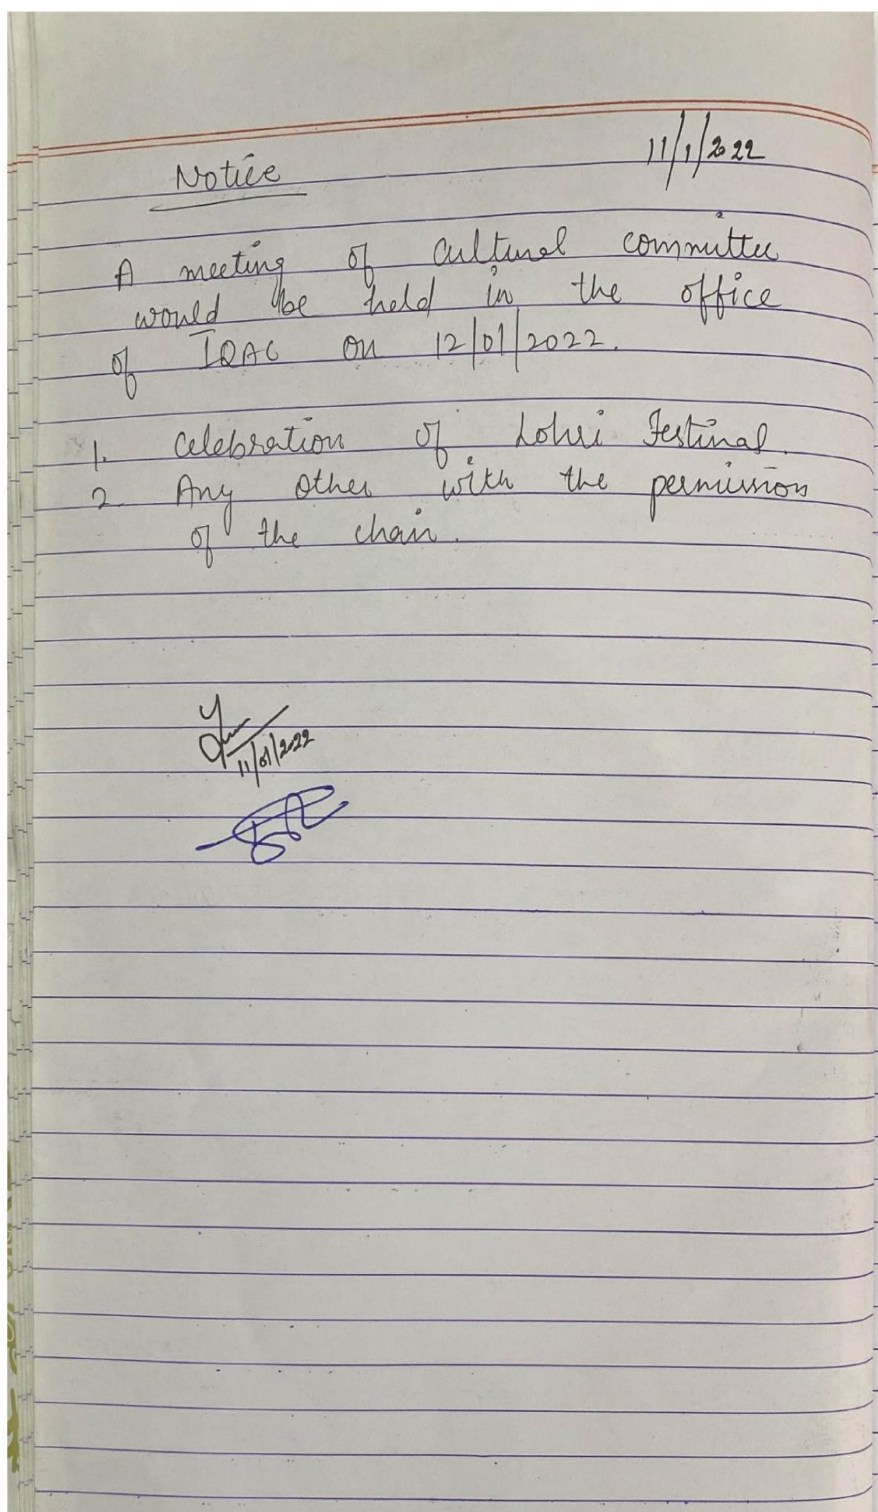 Notice 11/1/2022
A meeting of Cultural committee
would be held in the office
of IQAC on 12/01/2022.
1. Celebration of Lohri Festival.
2. Any other with the permission
of the chair.
11/01/2022